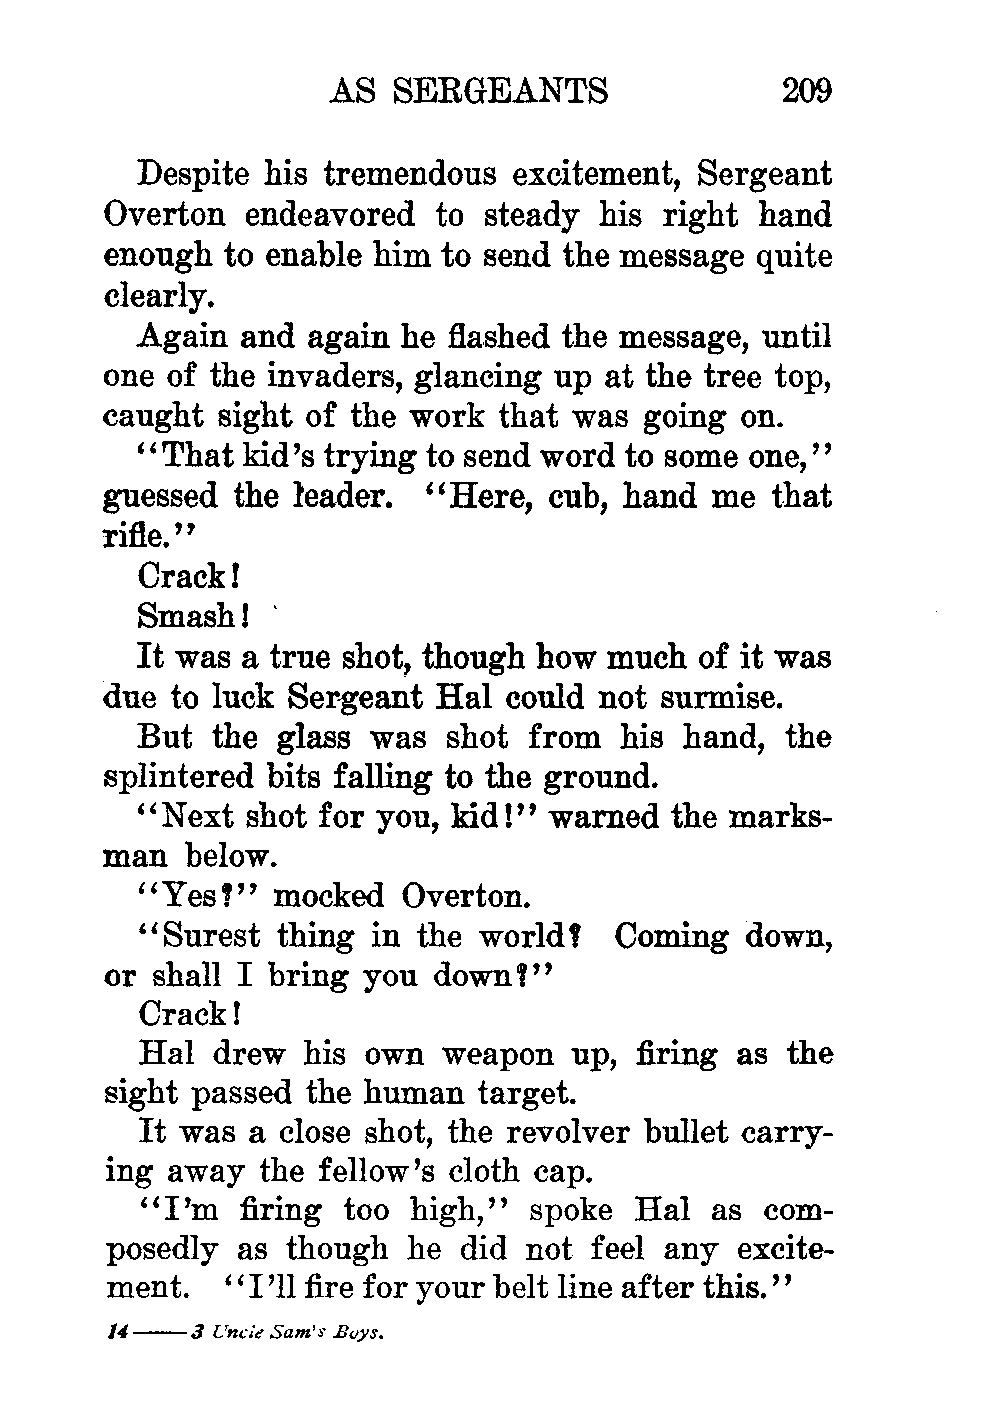 AS SERGEANTS 209
Despite his tremendous excitement, Sergeant
Overton endeavored to steady his right hand
enough to enable him to send the message quite
clearly.
Again and again he flashed the message, until
one of the invaders, glancing up at the tree top,
caught sight of the work that was going on.
“That kid’s trying to send word to some one,”
guessed the leader. “Here, cub, hand me that
rifle.”
Crack!
Smash!
It was a true shot, though how much of it was
due to luck Sergeant Hal could not surmise.
But the glass was shot from his hand, the
splintered bits falling to the ground.
“Next shot for you, kid!” warned the marks-
man below.
“Yes?” mocked Overton.
“Surest thing in the world? Coming down,
or shall I bring you down?”
Crack!
Hal drew his own weapon up, firing as the
sight passed the human target.
It was a close shot, the revolver bullet carry-
ing away the fellow’s cloth cap.
“I’m firing too high,” spoke Hal as com-
posedly as though he did not feel any excite-
ment. “I’ll fire for your belt line after this.”
14——3 Uncle Sam's Boys.